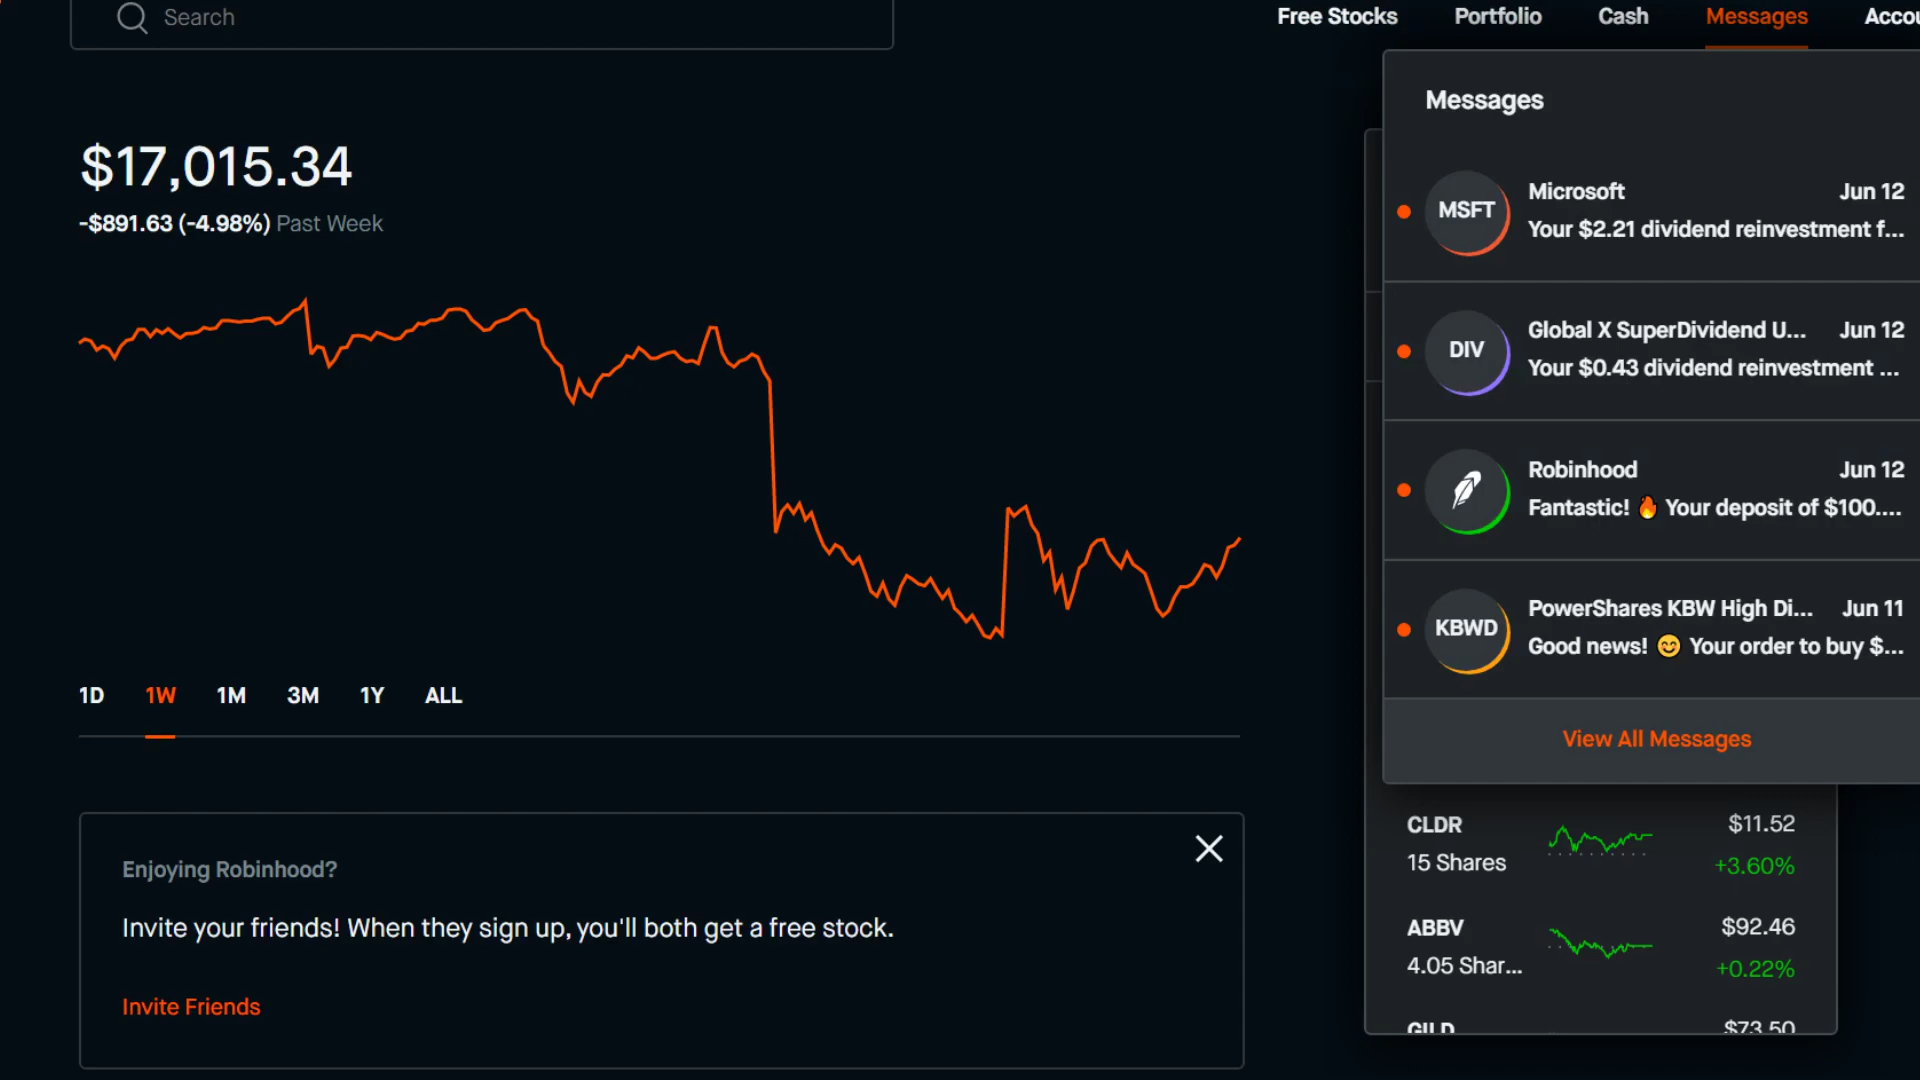 Search
Free Stocks Portfolio Cash Messages Accou
$17,015.34
-$891.63 (-4.98%) Past Week
1D 1W 1M 3M 1Y ALL
Enjoying Robinhood?
Invite your friends! When they sign up, you'll both get a free stock.
Invite Friends
Messages
MSFT Microsoft Jun 12
Your $2.21 dividend reinvestment f...
DIV Global X SuperDividend U... Jun 12
Your $0.43 dividend reinvestment ...
Robinhood Jun 12
Fantastic! 🔥 Your deposit of $100....
KBWD PowerShares KBW High Di... Jun 11
Good news! 😊 Your order to buy $...
View All Messages
CLDR $11.52
15 Shares +3.60%
ABBV $92.46
4.05 Shar... +0.22%
GILD $73.50